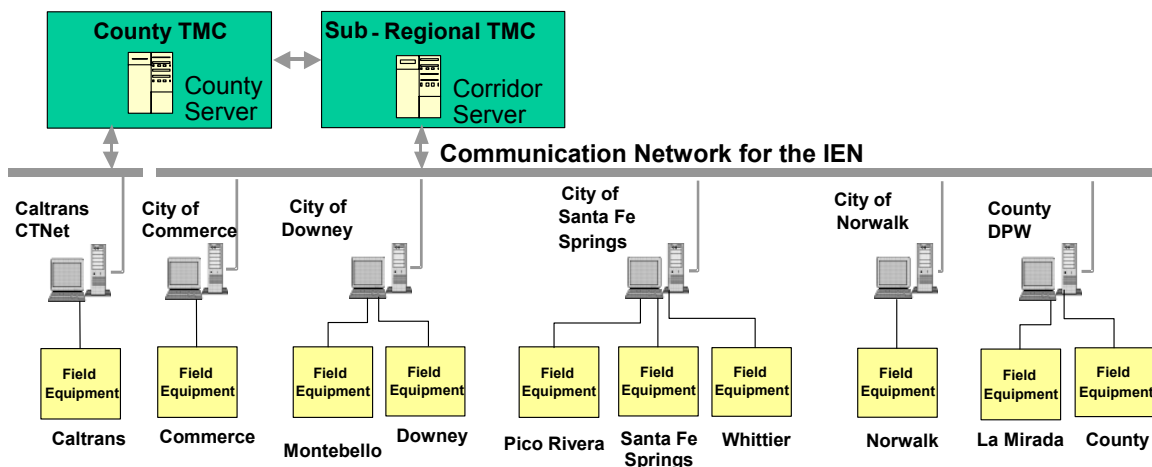 County TMC
County
Server
Sub - Regional TMC
Corridor
Server
Communication Network for the IEN
Caltrans
CTNet
City of
Commerce
City of
Downey
City of
Santa Fe
Springs
City of
Norwalk
County
DPW
Field
Equipment
Field
Equipment
Field
Equipment
Field
Equipment
Field
Equipment
Field
Equipment
Field
Equipment
Field
Equipment
Field
Equipment
Field
Equipment
Caltrans
Commerce
Montebello
Downey
Pico Rivera
Santa Fe
Springs
Whittier
Norwalk
La Mirada
County